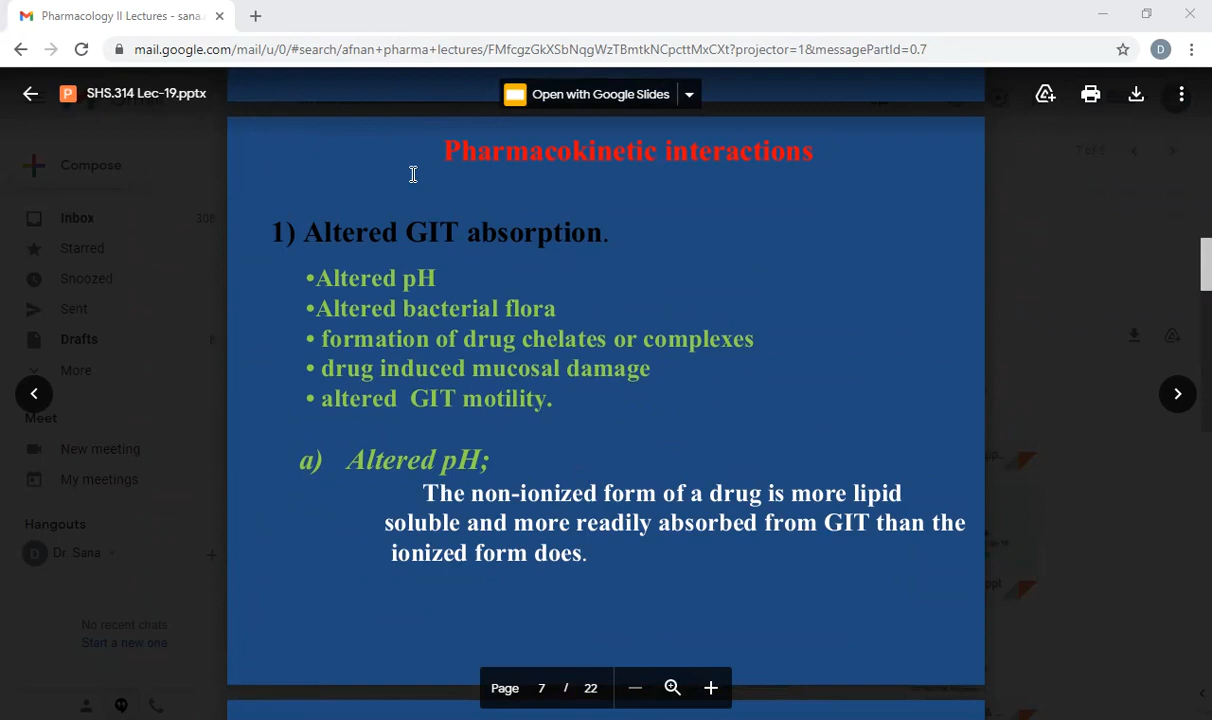 Pharmacology II Lectures - sana.
mail.google.com/mail/u/0/#search/afnan+pharma+lectures/FMfcgzGkXSbNqgWzTBmtkNCpcttMxCXt?projector=1&messagePartId=0.7
D
P SHS.314 Lec-19.pptx
Open with Google Slides
Pharmacokinetic interactions
Compose
Inbox 308
Starred
Snoozed
Sent
Drafts
More
Meet
New meeting
My meetings
Hangouts
D Dr Sana
No recent chats
Start a new one
1) Altered GIT absorption.
•Altered pH
•Altered bacterial flora
• formation of drug chelates or complexes
• drug induced mucosal damage
• altered GIT motility.
a) Altered pH;
The non-ionized form of a drug is more lipid
soluble and more readily absorbed from GIT than the
ionized form does.
Page 7 / 22